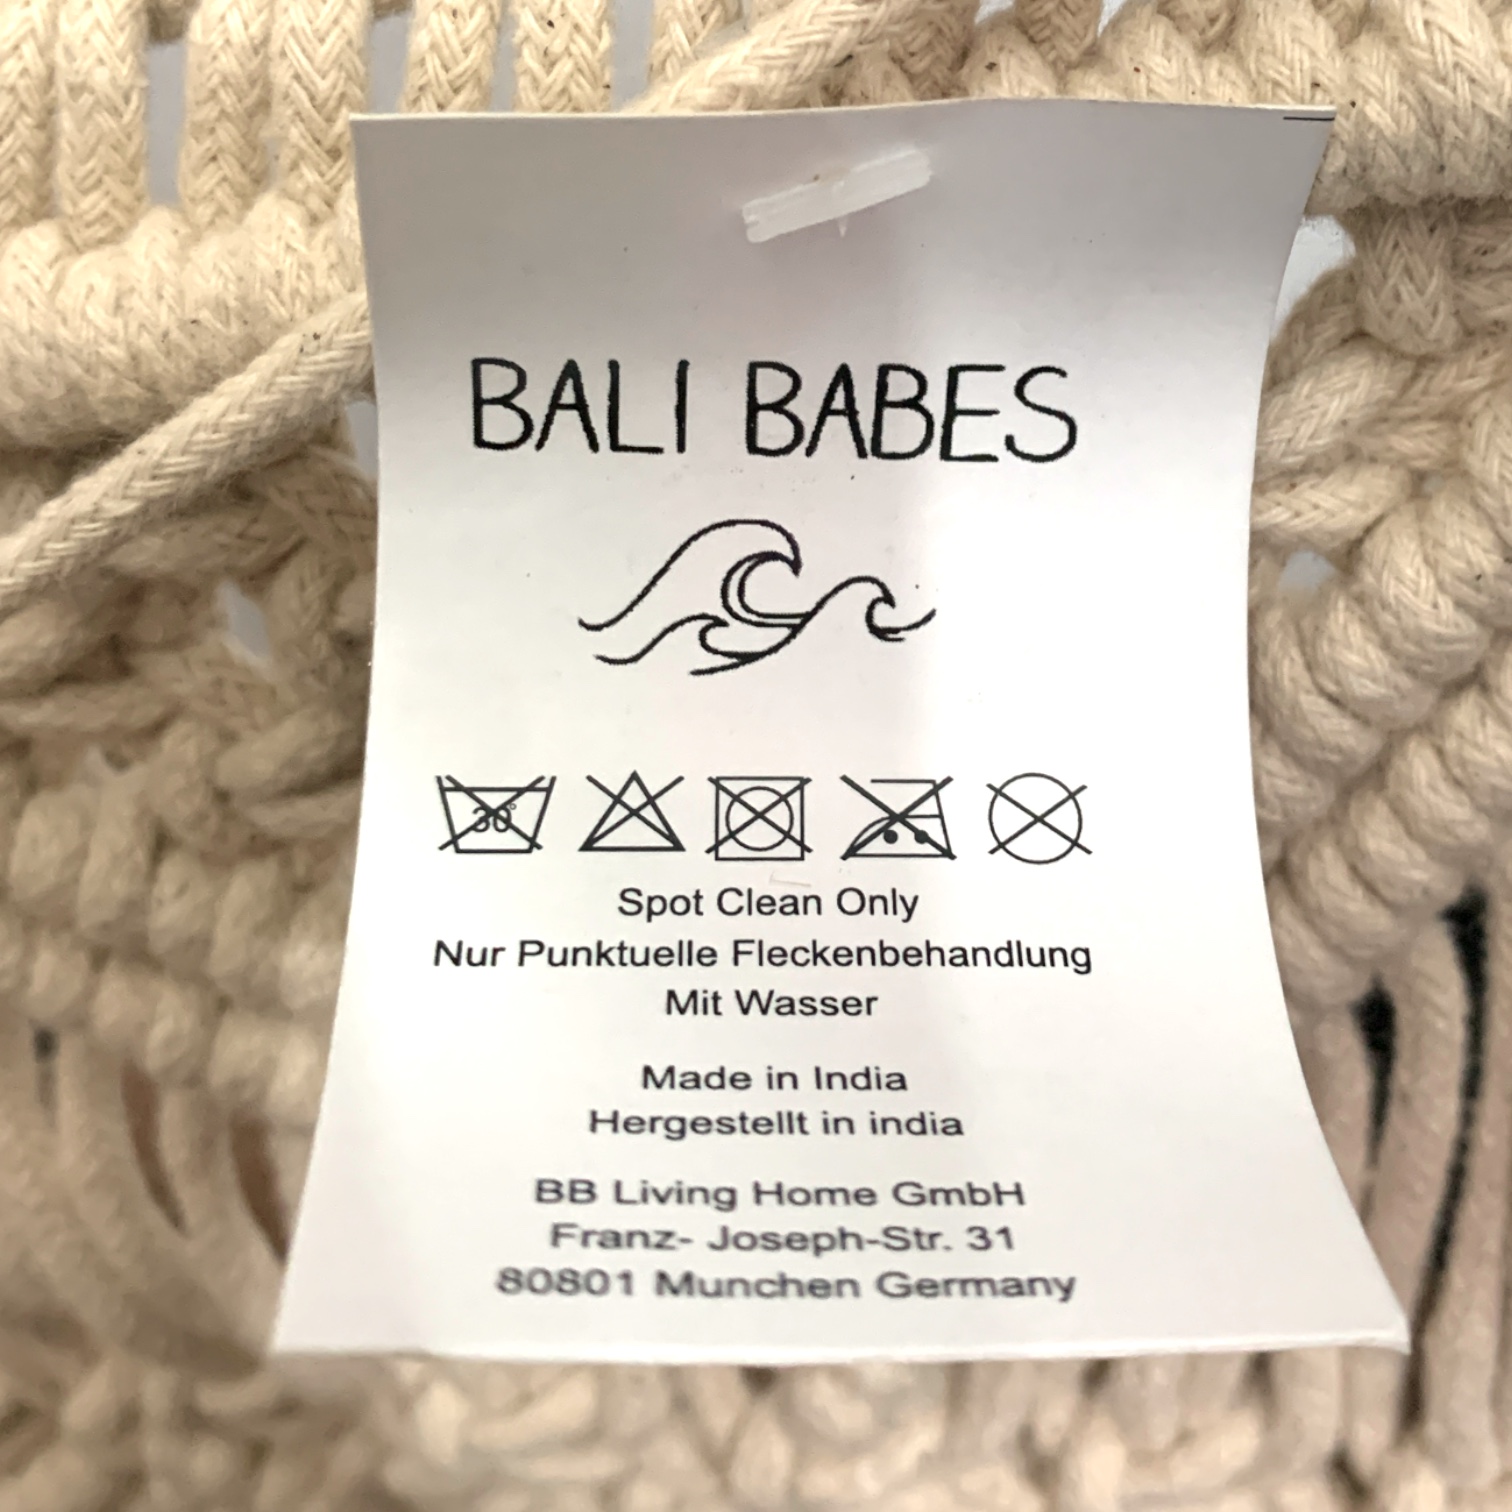 BALI BABES
30°
Spot Clean Only
Nur Punktuelle Fleckenbehandlung
Mit Wasser
Made in India
Hergestellt in india
BB Living Home GmbH
Franz- Joseph-Str. 31
80801 Munchen Germany